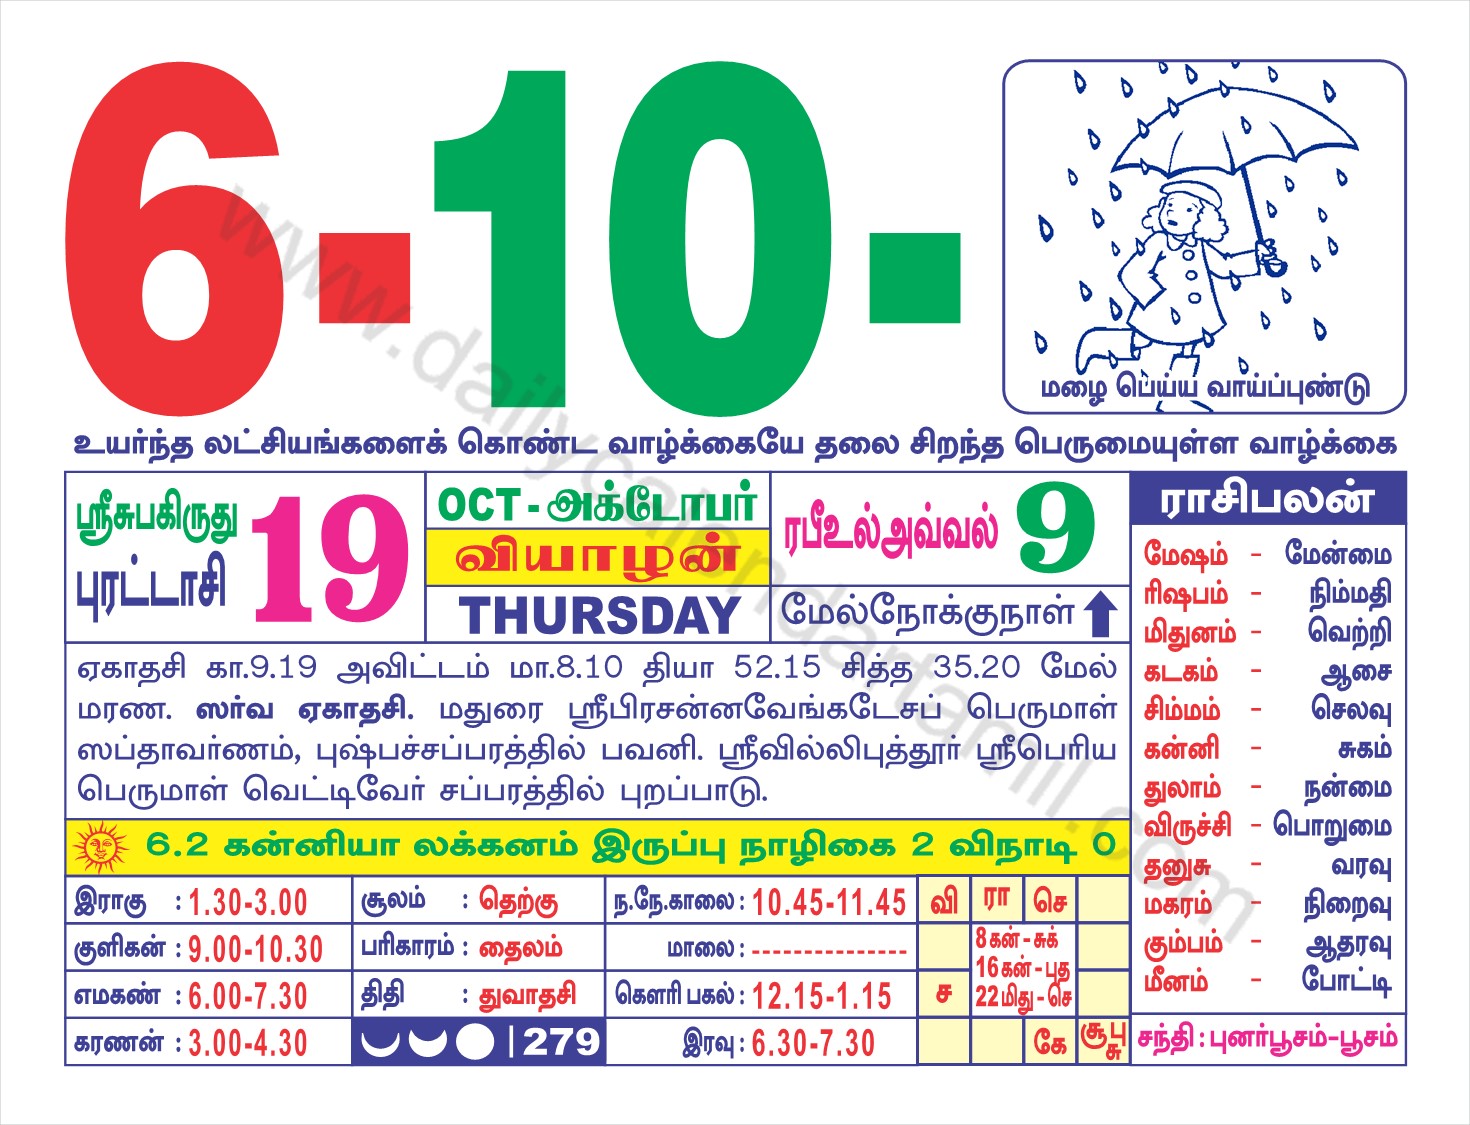 6-10-
மழை பெய்ய வாய்ப்புண்டு
உயர்ந்த லட்சியங்களைக் கொண்ட வாழ்க்கையே தலை சிறந்த பெருமையுள்ள வாழ்க்கை
ஸ்ரீசுபகிருது
புரட்டாசி 19
OCT - அக்டோபர்
வியாழன்
THURSDAY
ரபீஉல்அவ்வல் 9
மேல்நோக்குநாள்
ஏகாதசி கா.9.19 அவிட்டம் மா.8.10 தியா 52.15 சித்த 35.20 மேல்
மரண. ஸர்வ ஏகாதசி. மதுரை ஸ்ரீபிரசன்னவேங்கடேசப் பெருமாள்
ஸப்தாவர்ணம், புஷ்பச்சப்பரத்தில் பவனி. ஸ்ரீவில்லிபுத்தூர் ஸ்ரீபெரிய
பெருமாள் வெட்டிவேர் சப்பரத்தில் புறப்பாடு.
6.2 கன்னியா லக்கனம் இருப்பு நாழிகை 2 விநாடி 0
இராகு : 1.30-3.00
குளிகன் : 9.00-10.30
எமகண் : 6.00-7.30
கரணன் : 3.00-4.30
சூலம் : தெற்கு
பரிகாரம் : தைலம்
திதி : துவாதசி
279
ந.நே.காலை : 10.45-11.45
மாலை : --------------
கௌரி பகல் : 12.15-1.15
இரவு : 6.30-7.30
வி ரா செ
8 கன் - சுக்
16 கன் - புத
ச 22 மிது - செ
கே சூ பு சு
ராசிபலன்
மேஷம் - மேன்மை
ரிஷபம் - நிம்மதி
மிதுனம் - வெற்றி
கடகம் - ஆசை
சிம்மம் - செலவு
கன்னி - சுகம்
துலாம் - நன்மை
விருச்சி - பொறுமை
தனுசு - வரவு
மகரம் - நிறைவு
கும்பம் - ஆதரவு
மீனம் - போட்டி
சந்தி : புனர்பூசம்-பூசம்
www.dailycalendartamil.com